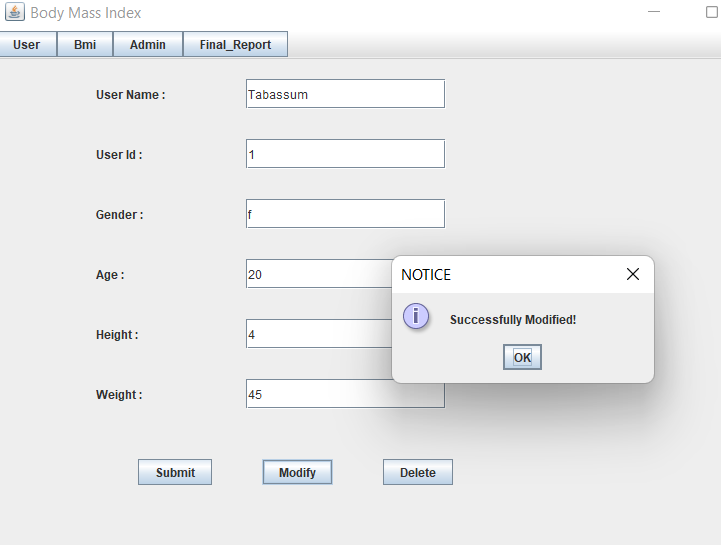 Body Mass Index
User Bmi Admin Final_Report
User Name : Tabassum
User Id : 1
Gender : f
Age : 20
NOTICE
Height : 4
Successfully Modified!
OK
Weight : 45
Submit Modify Delete